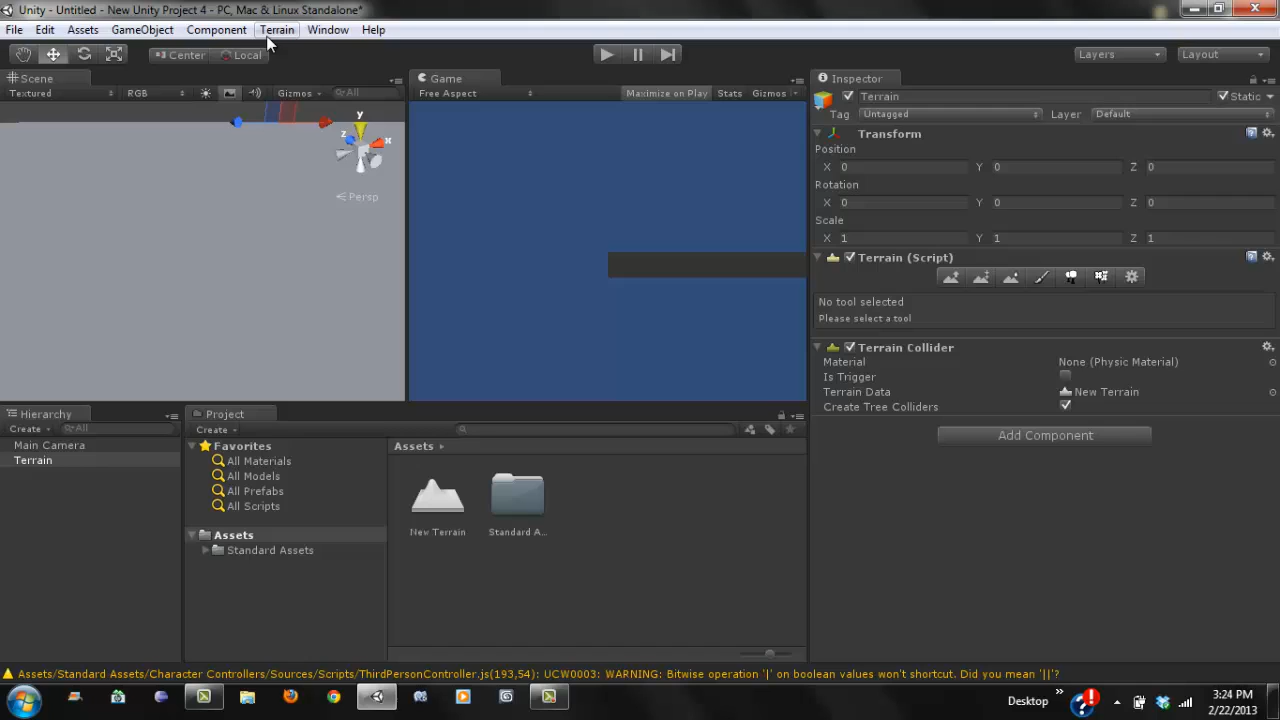 Unity - Untitled - New Unity Project 4 - PC, Mac & Linux Standalone*
File Edit Assets GameObject Component Terrain Window Help
Center Local Layers Layout
Scene
Textured RGB Gizmos All
y
z x
Persp
Game
Free Aspect Maximize on Play Stats Gizmos
Inspector
Terrain Static
Tag Untagged Layer Default
Transform
Position
X 0 Y 0 Z 0
Rotation
X 0 Y 0 Z 0
Scale
X 1 Y 1 Z 1
Terrain (Script)
No tool selected
Please select a tool
Terrain Collider
Material None (Physic Material)
Is Trigger
Terrain Data New Terrain
Create Tree Colliders
Add Component
Hierarchy
Create All
Main Camera
Terrain
Project
Create
Favorites
All Materials
All Models
All Prefabs
All Scripts
Assets
Standard Assets
Assets
New Terrain Standard A...
Assets/Standard Assets/Character Controllers/Sources/Scripts/ThirdPersonController.js(193,54): UCW0003: WARNING: Bitwise operation '|' on boolean values won't shortcut. Did you mean '||'?
Desktop
3:24 PM
2/22/2013